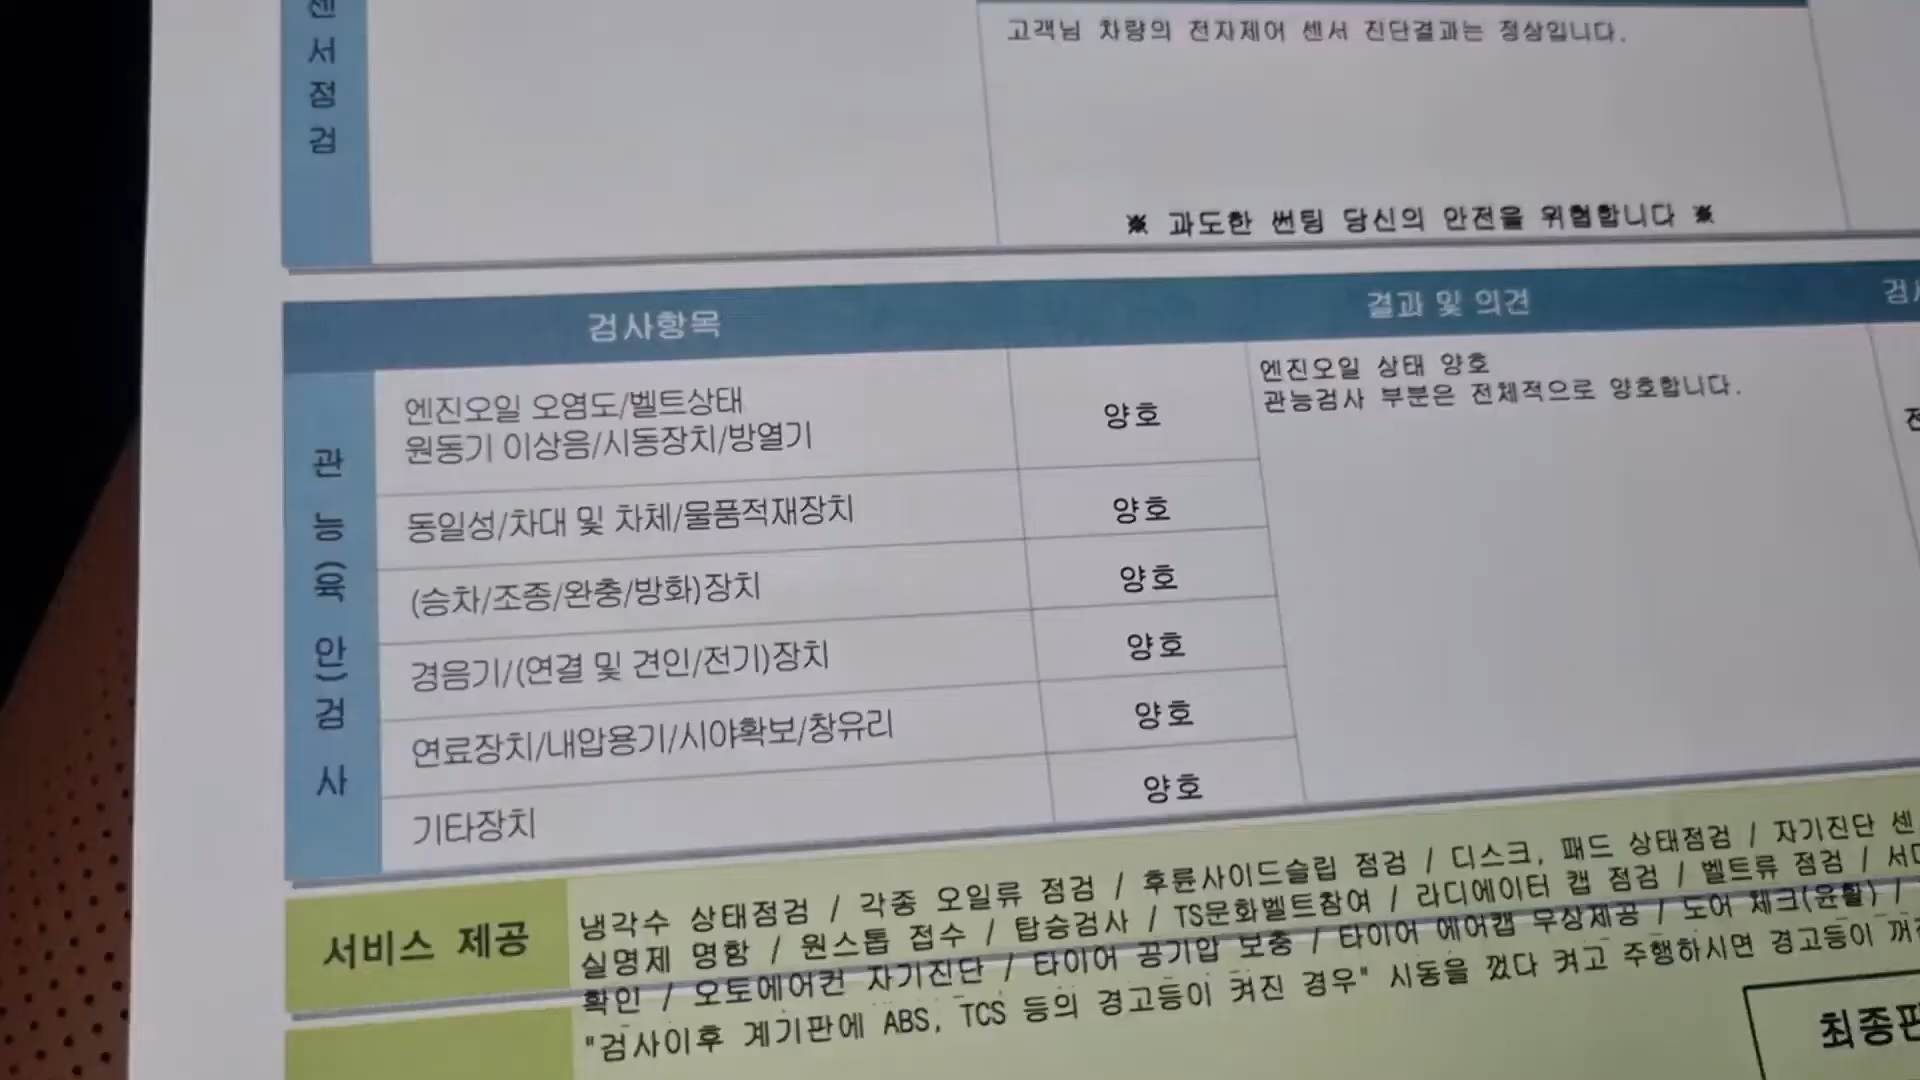 센
서
점
검
고객님 차량의 전자제어 센서 진단결과는 정상입니다.
※ 과도한 썬팅 당신의 안전을 위협합니다 ※
검사항목
결과 및 의견
관
능
(육
안)
검
사
엔진오일 오염도/벨트상태
원동기 이상음/시동장치/방열기
양호
엔진오일 상태 양호
관능검사 부분은 전체적으로 양호합니다.
동일성/차대 및 차체/물품적재장치
양호
(승차/조종/완충/방화)장치
양호
경음기/(연결 및 견인/전기)장치
양호
연료장치/내압용기/시야확보/창유리
양호
기타장치
양호
서비스 제공
냉각수 상태점검 / 각종 오일류 점검 / 후륜사이드슬립 점검 / 디스크, 패드 상태점검 / 자기진단 센
실명제 명함 / 원스톱 접수 / 탑승검사 / TS문화벨트참여 / 라디에이터 캡 점검 / 벨트류 점검 /
확인 / 오토에어컨 자기진단 / 타이어 공기압 보충 / 타이어 에어캡 무상제공 / 도어 체크(윤활) /
"검사이후 계기판에 ABS, TCS 등의 경고등이 켜진 경우" 시동을 껐다 켜고 주행하시면 경고등이
최종